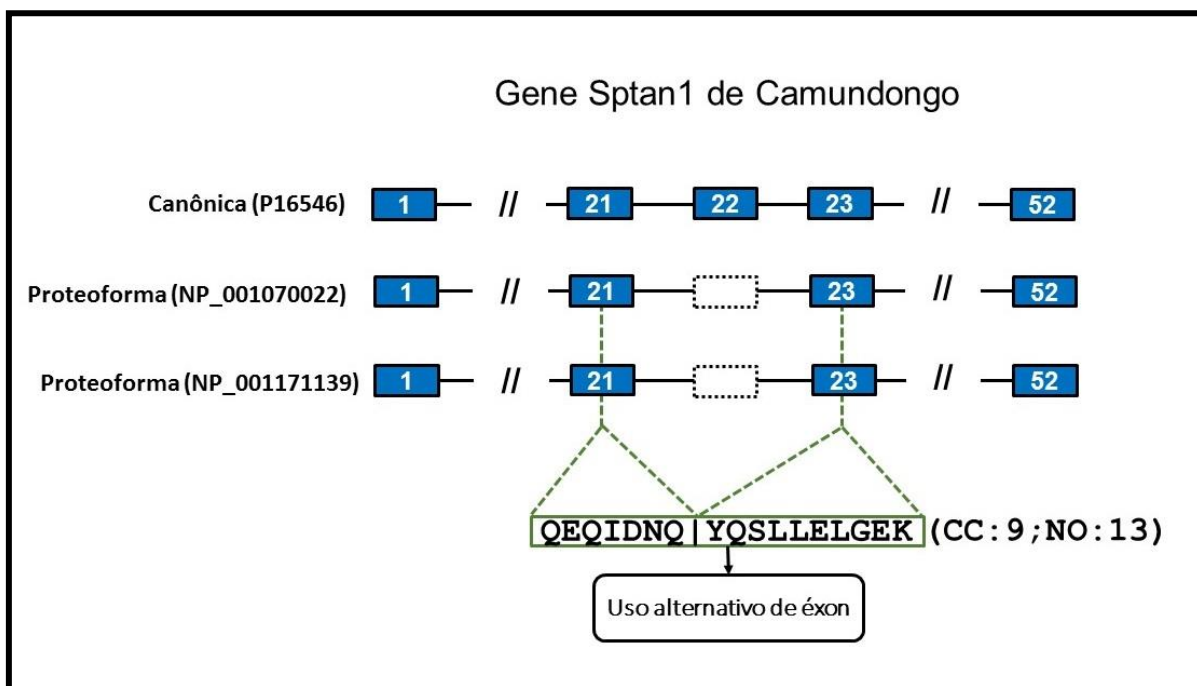 Gene Sptan1 de Camundongo
Canônica (P16546) 1 // 21 22 23 // 52
Proteoforma (NP_001070022) 1 // 21 23 // 52
Proteoforma (NP_001171139) 1 // 21 23 // 52
QEQIDNQ|YQSLLELGEK(CC:9;NO:13)
Uso alternativo de éxon